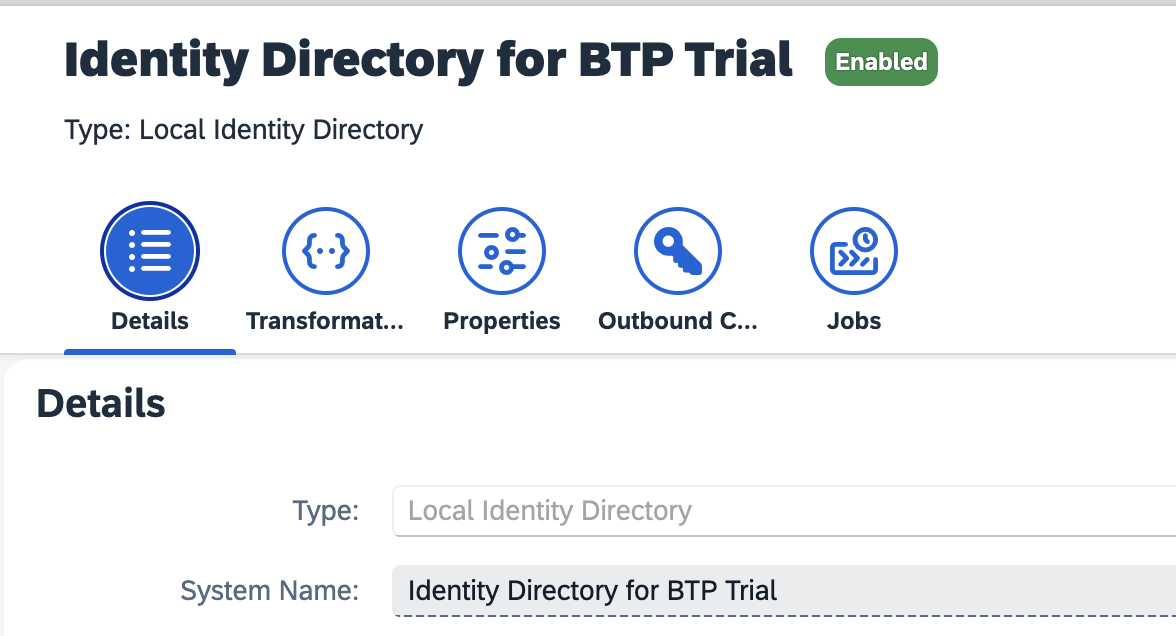 Identity Directory for BTP Trial Enabled
Type: Local Identity Directory
Details Transformat... Properties Outbound C... Jobs
Details
Type: Local Identity Directory
System Name: Identity Directory for BTP Trial